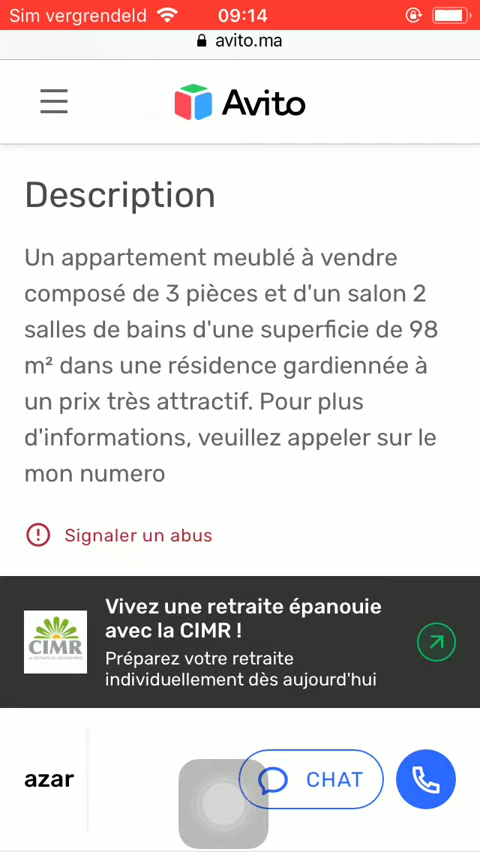 Sim vergrendeld 09:14
avito.ma
Avito
Description
Un appartement meublé à vendre
composé de 3 pièces et d'un salon 2
salles de bains d'une superficie de 98
m² dans une résidence gardiennée à
un prix très attractif. Pour plus
d'informations, veuillez appeler sur le
mon numero
Signaler un abus
Vivez une retraite épanouie
avec la CIMR !
CIMR
Préparez votre retraite
individuellement dès aujourd'hui
azar
CHAT